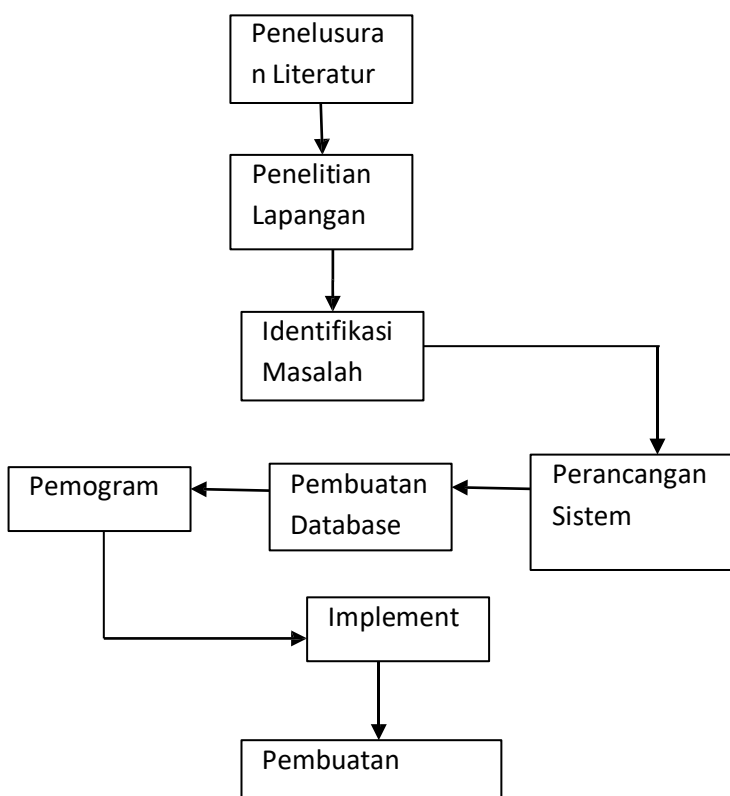 Penelusura
n Literatur
Penelitian
Lapangan
Identifikasi
Masalah
Perancangan
Sistem
Pembuatan
Database
Pemogram
Implement
Pembuatan